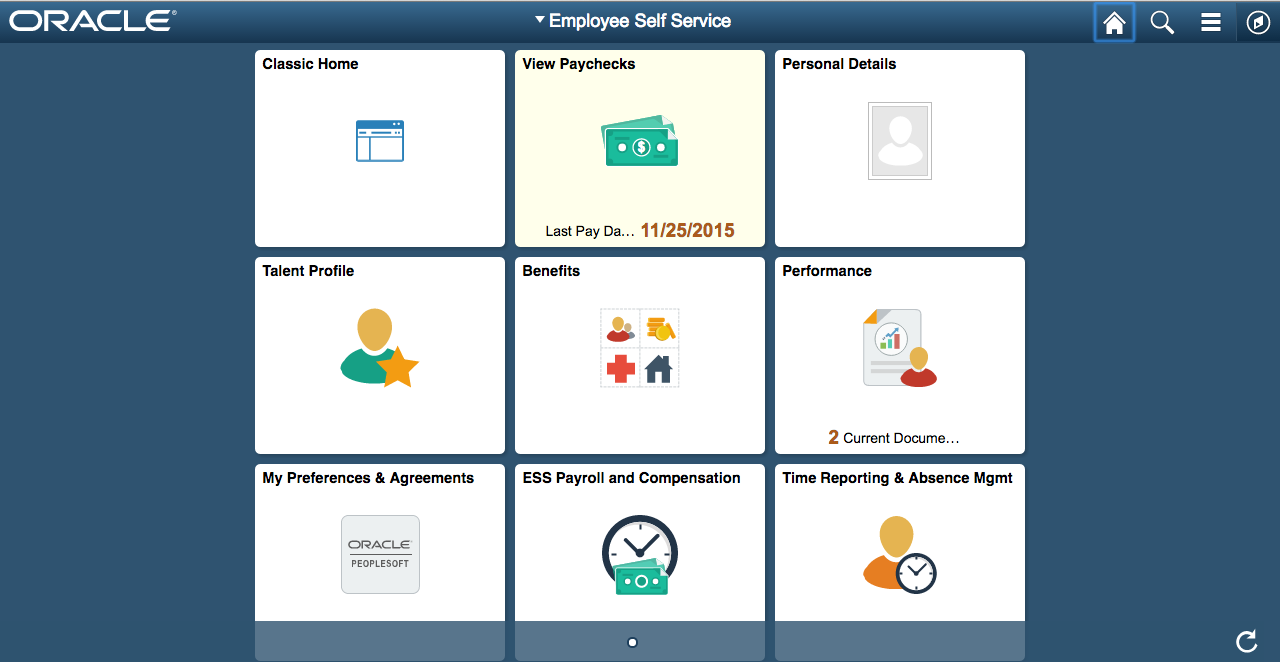 ORACLE®
Employee Self Service
Classic Home
View Paychecks
Personal Details
$
Last Pay Da... 11/25/2015
Talent Profile
Benefits
Performance
2 Current Docume...
My Preferences & Agreements
ESS Payroll and Compensation
Time Reporting & Absence Mgmt
ORACLE
PEOPLESOFT